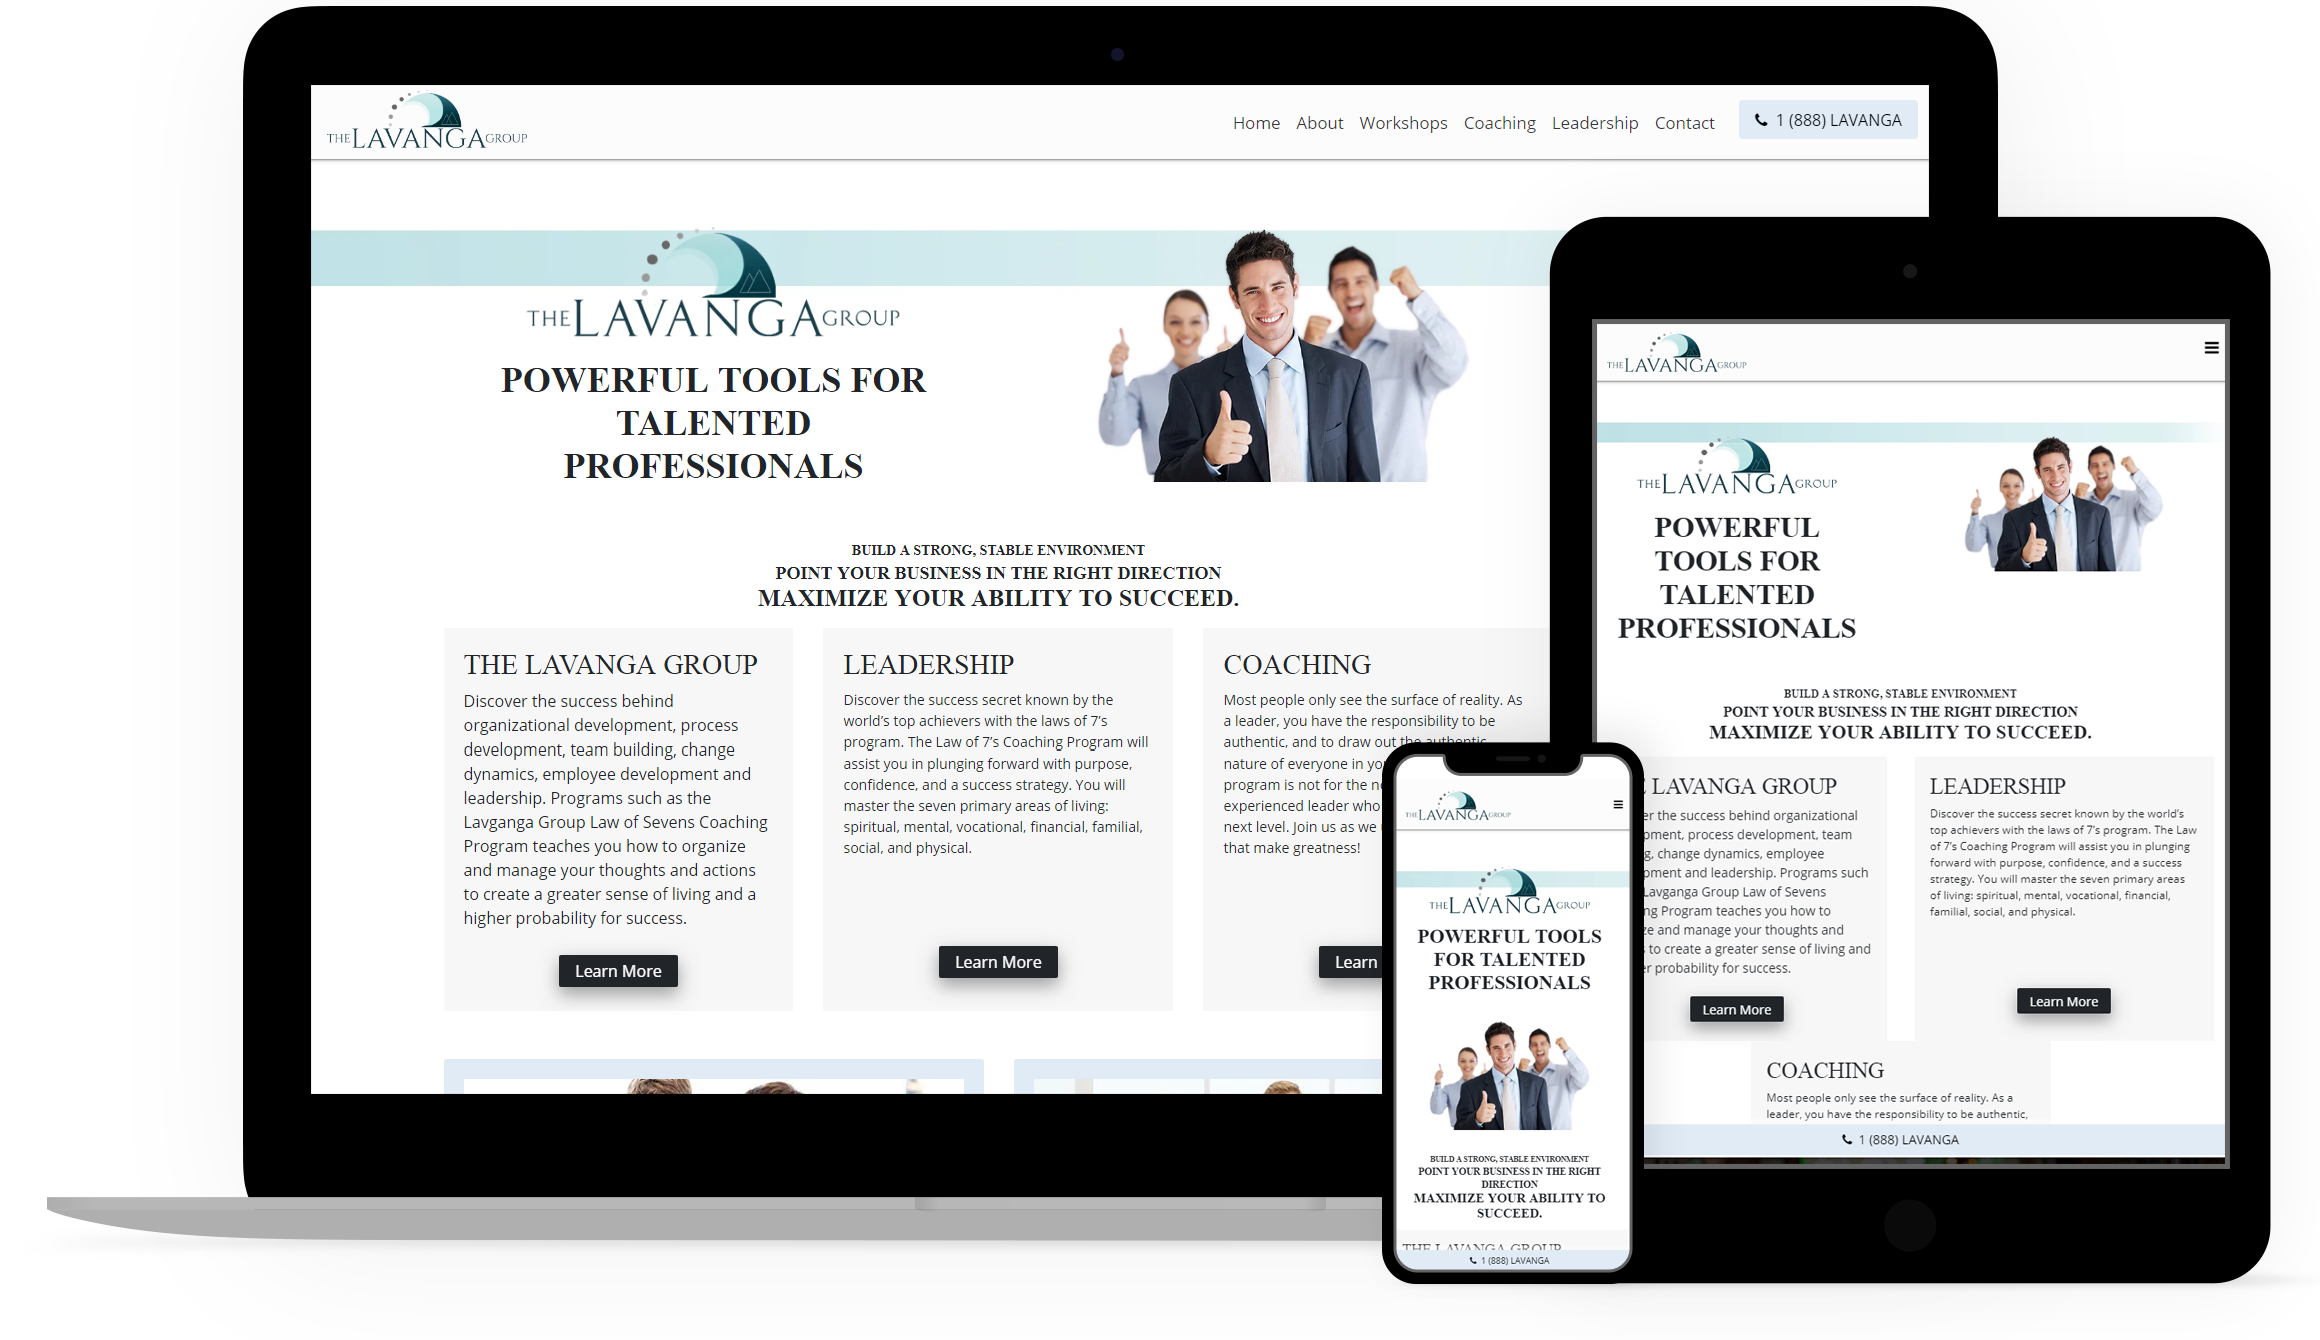 THE LAVANGA GROUP
Home About Workshops Coaching Leadership Contact 1 (888) LAVANGA
THE LAVANGA GROUP
POWERFUL TOOLS FOR
TALENTED
PROFESSIONALS
BUILD A STRONG, STABLE ENVIRONMENT
POINT YOUR BUSINESS IN THE RIGHT DIRECTION
MAXIMIZE YOUR ABILITY TO SUCCEED.
THE LAVANGA GROUP
Discover the success behind
organizational development, process
development, team building, change
dynamics, employee development and
leadership. Programs such as the
Lavganga Group Law of Sevens Coaching
Program teaches you how to organize
and manage your thoughts and actions
to create a greater sense of living and a
higher probability for success.
Learn More
LEADERSHIP
Discover the success secret known by the
world's top achievers with the laws of 7's
program. The Law of 7's Coaching Program will
assist you in plunging forward with purpose,
confidence, and a success strategy. You will
master the seven primary areas of living:
spiritual, mental, vocational, financial, familial,
social, and physical.
Learn More
COACHING
Most people only see the surface of reality. As
a leader, you have the responsibility to be
authentic, and to draw out the authentic
nature of everyone in
program is not for the
experienced leader who
next level. Join us as we
that make greatness!
Learn
THE LAVANGA GROUP
THE LAVANGA GROUP
POWERFUL
TOOLS FOR
TALENTED
PROFESSIONALS
BUILD A STRONG, STABLE ENVIRONMENT
POINT YOUR BUSINESS IN THE RIGHT DIRECTION
MAXIMIZE YOUR ABILITY TO SUCCEED.
LAVANGA GROUP
the success behind organizational
process development, team
change dynamics, employee
and leadership. Programs such
Lavganga Group Law of Sevens
Program teaches you how to
and manage your thoughts and
to create a greater sense of living and
probability for success.
Learn More
LEADERSHIP
Discover the success secret known by the world's
top achievers with the laws of 7's program. The Law
of 7's Coaching Program will assist you in plunging
forward with purpose, confidence, and a success
strategy. You will master the seven primary areas
of living: spiritual, mental, vocational, financial,
familial, social, and physical.
Learn More
COACHING
Most people only see the surface of reality. As a
leader, you have the responsibility to be authentic,
1 (888) LAVANGA
THE LAVANGA GROUP
THE LAVANGA GROUP
POWERFUL TOOLS
FOR TALENTED
PROFESSIONALS
BUILD A STRONG, STABLE ENVIRONMENT
POINT YOUR BUSINESS IN THE RIGHT
DIRECTION
MAXIMIZE YOUR ABILITY TO
SUCCEED.
THE LAVANGA GROUP
1 (888) LAVANGA